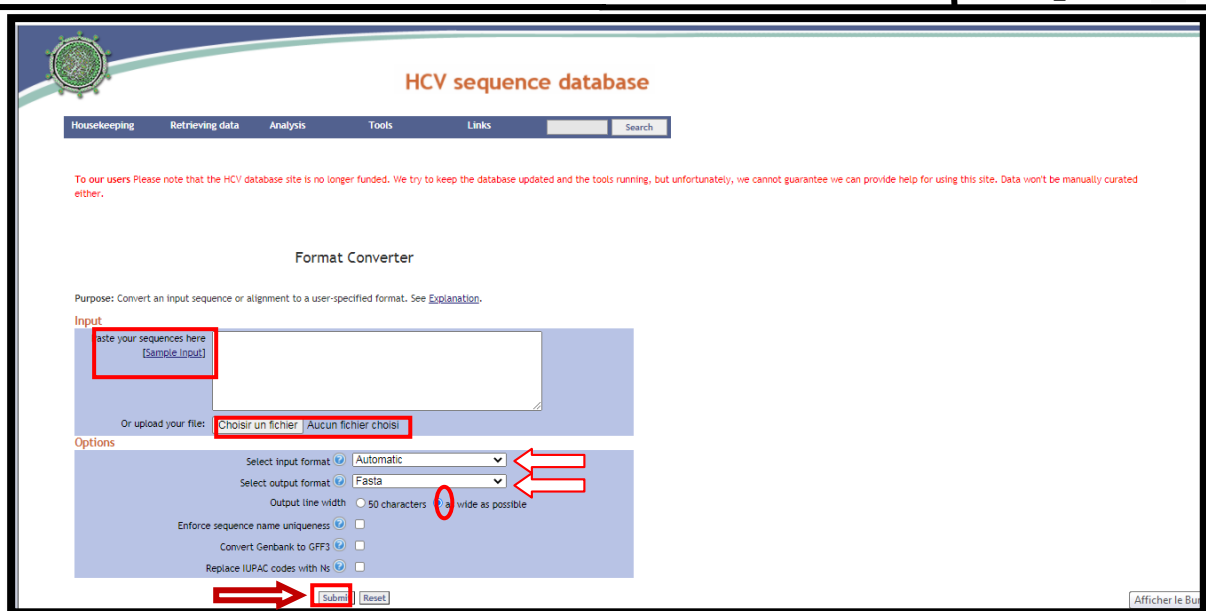 HCV sequence database
Housekeeping Retrieving data Analysis Tools Links Search
To our users Please note that the HCV database site is no longer funded. We try to keep the database updated and the tools running, but unfortunately, we cannot guarantee we can provide help for using this site. Data won't be manually curated
either.
Format Converter
Purpose: Convert an input sequence or alignment to a user-specified format. See Explanation.
Input
Paste your sequences here
[Sample Input]
Or upload your file: Choisir un fichier Aucun fichier choisi
Options
Select input format ? Automatic
Select output format ? Fasta
Output line width 50 characters as wide as possible
Enforce sequence name uniqueness ?
Convert Genbank to GFF3 ?
Replace IUPAC codes with Ns ?
Submit Reset
Afficher le Bur